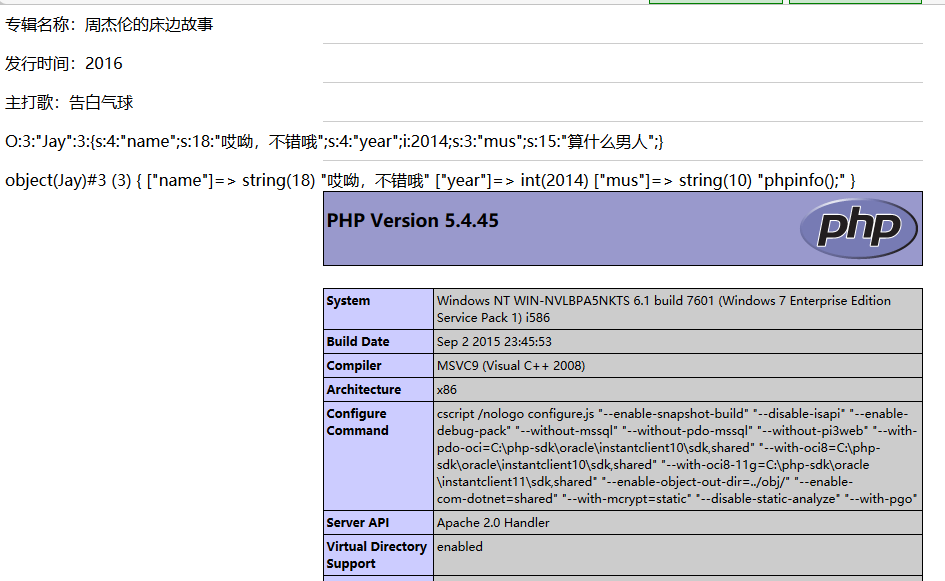 专辑名称：周杰伦的床边故事
发行时间：2016
主打歌：告白气球
O:3:"Jay":3:{s:4:"name";s:18:"哎呦，不错哦";s:4:"year";i:2014;s:3:"mus";s:15:"算什么男人";}
object(Jay)#3 (3) { ["name"]=> string(18) "哎呦，不错哦" ["year"]=> int(2014) ["mus"]=> string(10) "phpinfo();" }
PHP Version 5.4.45
php
System
Windows NT WIN-NVLBPA5NKTS 6.1 build 7601 (Windows 7 Enterprise Edition
Service Pack 1) i586
Build Date
Sep 2 2015 23:45:53
Compiler
MSVC9 (Visual C++ 2008)
Architecture
x86
Configure
Command
cscript /nologo configure.js "--enable-snapshot-build" "--disable-isapi" "--enable-
debug-pack" "--without-mssql" "--without-pdo-mssql" "--without-pi3web" "--with-
pdo-oci=C:\php-sdk\oracle\instantclient10\sdk,shared" "--with-oci8=C:\php-
sdk\oracle\instantclient10\sdk,shared" "--with-oci8-11g=C:\php-sdk\oracle
\instantclient11\sdk,shared" "--enable-object-out-dir=../obj/" "--enable-
com-dotnet=shared" "--with-mcrypt=static" "--disable-static-analyze" "--with-pgo"
Server API
Apache 2.0 Handler
Virtual Directory
Support
enabled